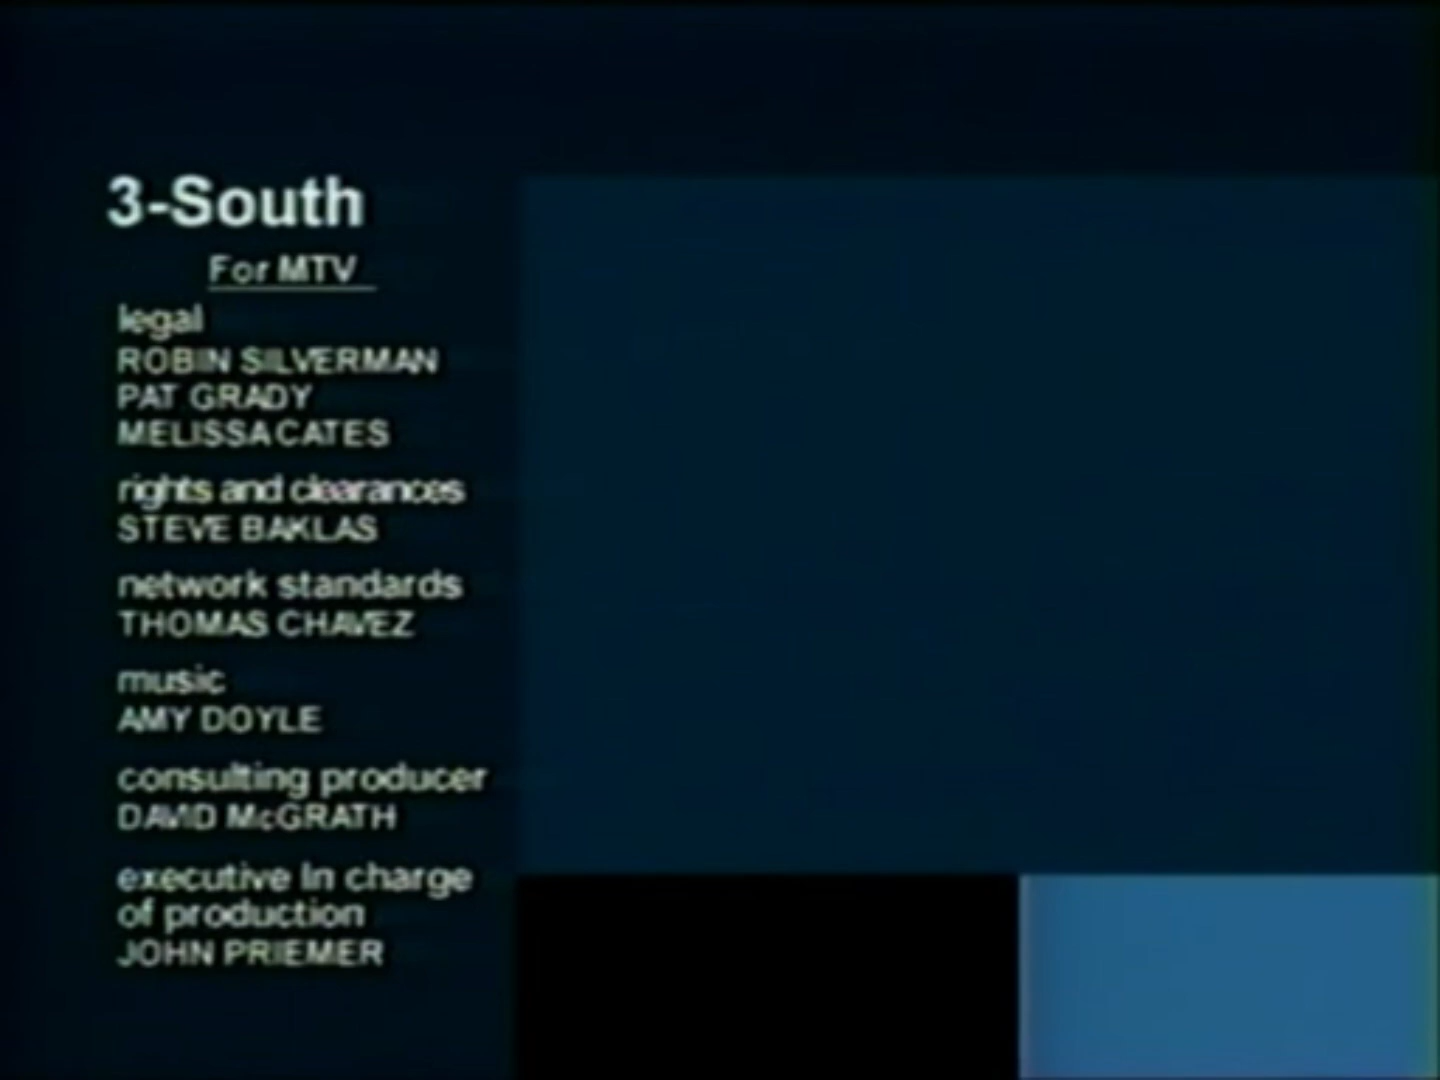 3-South
For MTV
legal
ROBIN SILVERMAN
PAT GRADY
MELISSA CATES
rights and clearances
STEVE BAKLAS
network standards
THOMAS CHAVEZ
music
AMY DOYLE
consulting producer
DAVID McGRATH
executive In charge
of production
JOHN PRIEMER